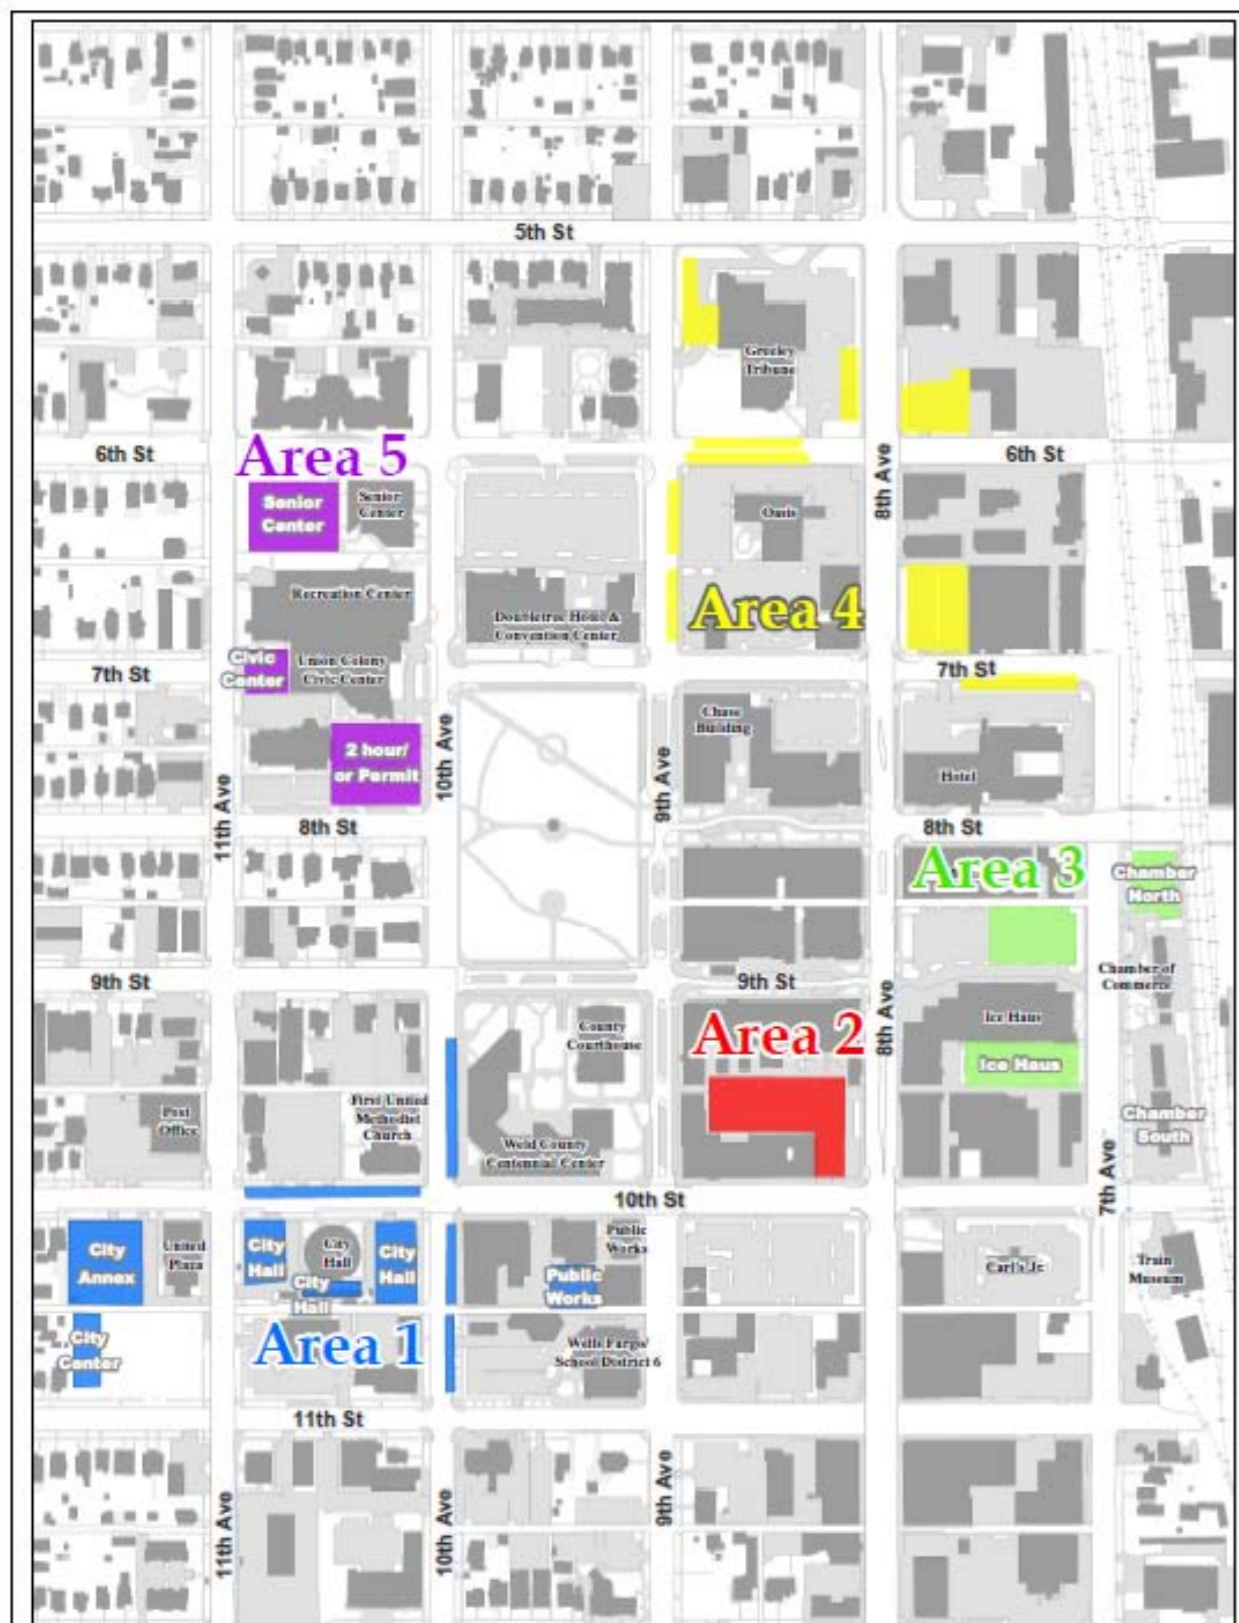 5th St
Greeley
Tribune
6th St
Area 5
8th Ave
6th St
Senior
Center
Senior
Center
Oasis
Recreation Center
Doubletree Hotel &
Convention Center
Area 4
7th St
Civic
Center
Union Colony
Civic Center
7th St
Chase
Building
2 hour/
or Permit
10th Ave
9th Ave
Hotel
11th Ave
8th St
8th St
Area 3
Chamber
North
9th St
9th St
Chamber of
Commerce
8th Ave
County
Courthouse
Area 2
Ice Haus
Ice Haus
Post
Office
First United
Methodist
Church
Weld County
Centennial Center
Chamber
South
10th St
7th Ave
City
Annex
United
Plaza
City
Hall
City
Hall
City
Hall
City
Hall
Public
Works
Public
Works
Carl's Jr.
Train
Museum
City
Center
Area 1
Wells Fargo/
School District 6
11th St
11th Ave
10th Ave
9th Ave